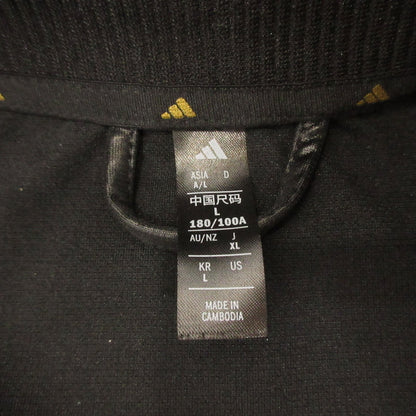 ASIA D
A/L
中国尺码
L
180/100A
AU/NZ J
XL
KR US
L
MADE IN
CAMBODIA